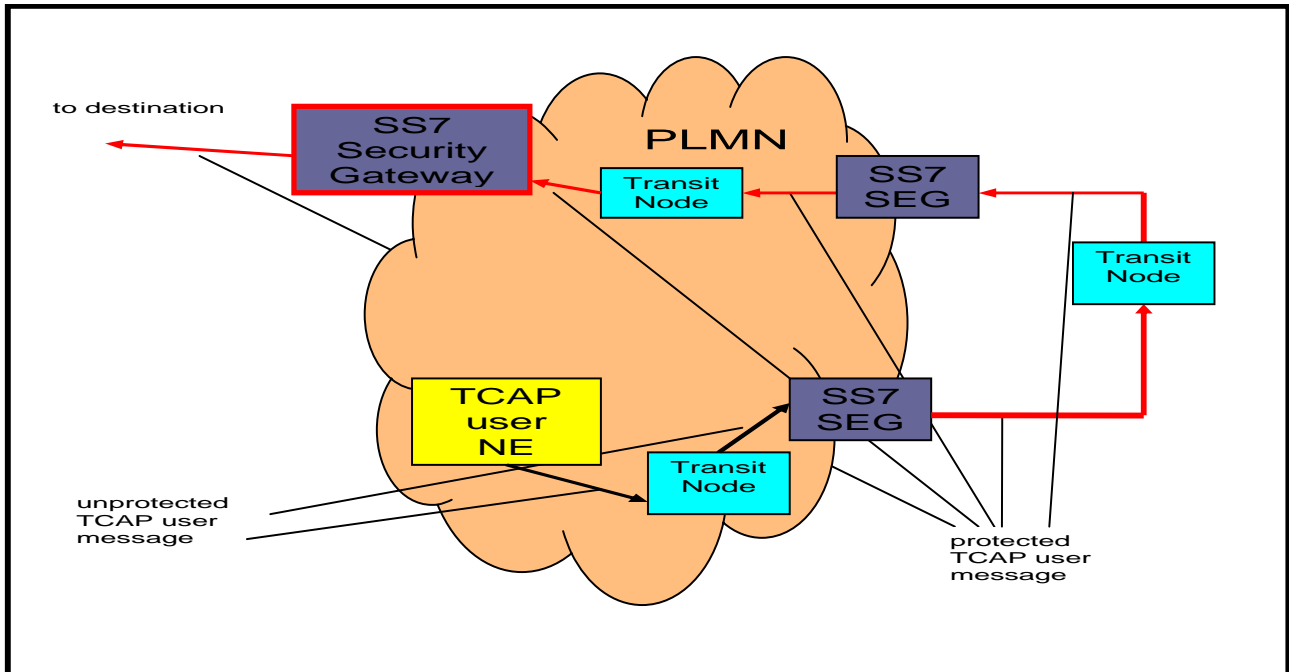 to destination
SS7
Security
Gateway
PLMN
Transit
Node
SS7
SEG
Transit
Node
TCAP
user
NE
SS7
SEG
Transit
Node
unprotected
TCAP user
message
protected
TCAP user
message